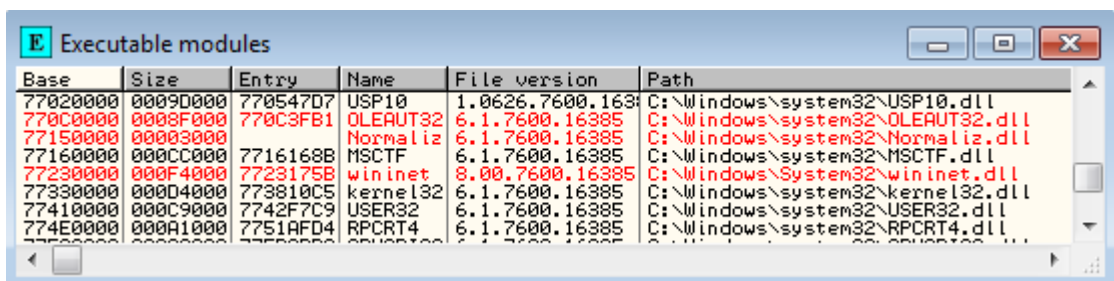 E Executable modules
Base Size Entry Name File version Path
77020000 0009D000 770547D7 USP10 1.0626.7600.163 C:\Windows\system32\USP10.dll
770C0000 0008F000 770C3FB1 OLEAUT32 6.1.7600.16385 C:\Windows\system32\OLEAUT32.dll
77150000 00003000 Normaliz 6.1.7600.16385 C:\Windows\system32\Normaliz.dll
77160000 000CC000 7716168B MSCTF 6.1.7600.16385 C:\Windows\system32\MSCTF.dll
77230000 000F4000 7723175B wininet 8.00.7600.16385 C:\Windows\System32\wininet.dll
77330000 000D4000 773810C5 kernel32 6.1.7600.16385 C:\Windows\system32\kernel32.dll
77410000 000C9000 7742F7C9 USER32 6.1.7600.16385 C:\Windows\system32\USER32.dll
774E0000 000A1000 7751AFD4 RPCRT4 6.1.7600.16385 C:\Windows\system32\RPCRT4.dll